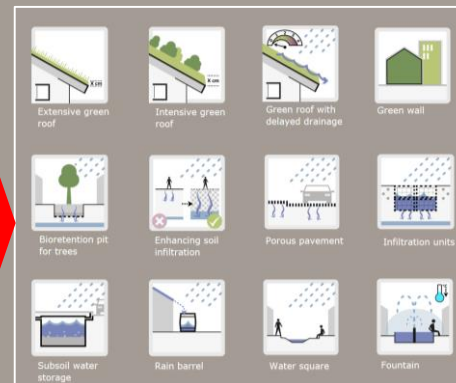 Extensive green
roof
Intensive green
roof
Green roof with
delayed drainage
Green wall
Bioretention pit
for trees
Enhancing soil
infiltration
Porous pavement
Infiltration units
Subsoil water
storage
Rain barrel
Water square
Fountain